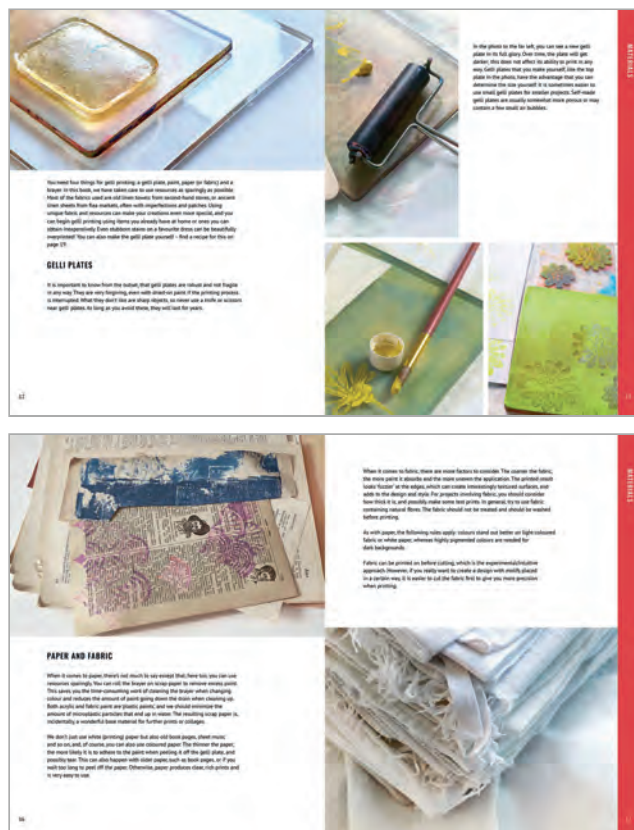 In the photo to the far left, you can see a new gelli
plate in its full glory. Over time, the plate will get
darker; this does not affect its ability to print in any
way. Gelli plates that you make yourself, like the top
plate in the photo, have the advantage that you can
determine the size yourself. It is sometimes easier to
use small gelli plates for smaller projects. Self-made
gelli plates are usually somewhat more porous or may
contain a few small air bubbles.
MATERIALS
You need four things for gelli printing: a gelli plate, paint, paper (or fabric) and a
brayer. In this book, we have taken care to use resources as sparingly as possible.
Most of the fabrics used are old linen towels from second-hand stores, or ancient
linen sheets from flea markets, often with imperfections and patches. Using
unique fabric and resources can make your creations even more special, and you
can begin gelli printing using items you already have at home or ones you can
obtain inexpensively. Even stubborn stains on a favourite dress can be beautifully
overprinted! You can also make the gelli plate yourself – find a recipe for this on
page 19.
GELLI PLATES
It is important to know from the outset, that gelli plates are robust and not fragile
in any way. They are very forgiving, even with dried-on paint if the printing process
is interrupted. What they don't like are sharp objects, so never use a knife or scissors
near gelli plates. As long as you avoid these, they will last for years.
12
13
When it comes to fabric, there are more factors to consider. The coarser the fabric,
the more paint it absorbs and the more uneven the application. The printed motif
looks 'fuzzier' at the edges, which can create interestingly textured surfaces, and
adds to the design and style. For projects involving fabric, you should consider
how thick it is, and possibly make some test prints. In general, try to use fabric
containing natural fibres. The fabric should not be treated and should be washed
before printing.
As with paper, the following rules apply: colours stand out better on light-coloured
fabric or white paper, whereas highly pigmented colours are needed for
dark backgrounds.
Fabric can be printed on before cutting, which is the experimental/intuitive
approach. However, if you really want to create a design with motifs placed
in a certain way, it is easier to cut the fabric first to give you more precision
when printing.
MATERIALS
PAPER AND FABRIC
When it comes to paper, there's not much to say except that, here too, you can use
resources sparingly. You can roll the brayer on scrap paper to remove excess paint.
This saves you the time-consuming work of cleaning the brayer when changing
colour and reduces the amount of paint going down the drain when cleaning up.
Both acrylic and fabric paint are plastic paints, and we should minimize the
amount of microplastic particles that end up in water. The resulting scrap paper is,
incidentally, a wonderful base material for further prints or collages.
We don't just use white (printing) paper but also old book pages, sheet music
and so on, and, of course, you can also use coloured paper. The thinner the paper,
the more likely it is to adhere to the paint when peeling it off the gelli plate, and
possibly tear. This can also happen with older paper, such as book pages, or if you
wait too long to peel off the paper. Otherwise, paper produces clear, rich prints and
is very easy to use.
16